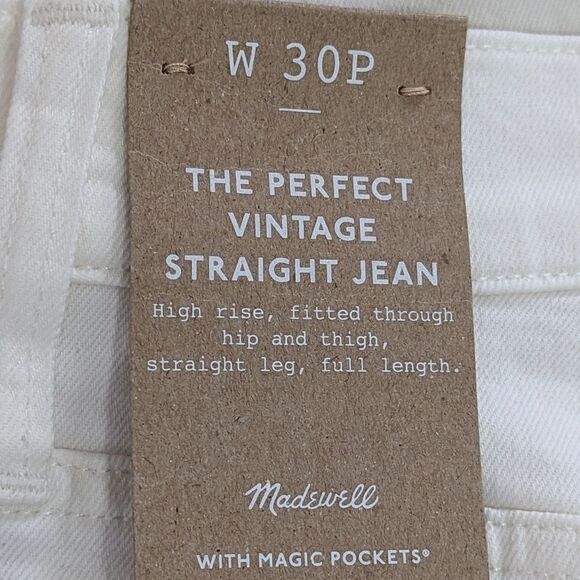 W 30P
THE PERFECT
VINTAGE
STRAIGHT JEAN
High rise, fitted through
hip and thigh,
straight leg, full length.
Madewell
WITH MAGIC POCKETS®